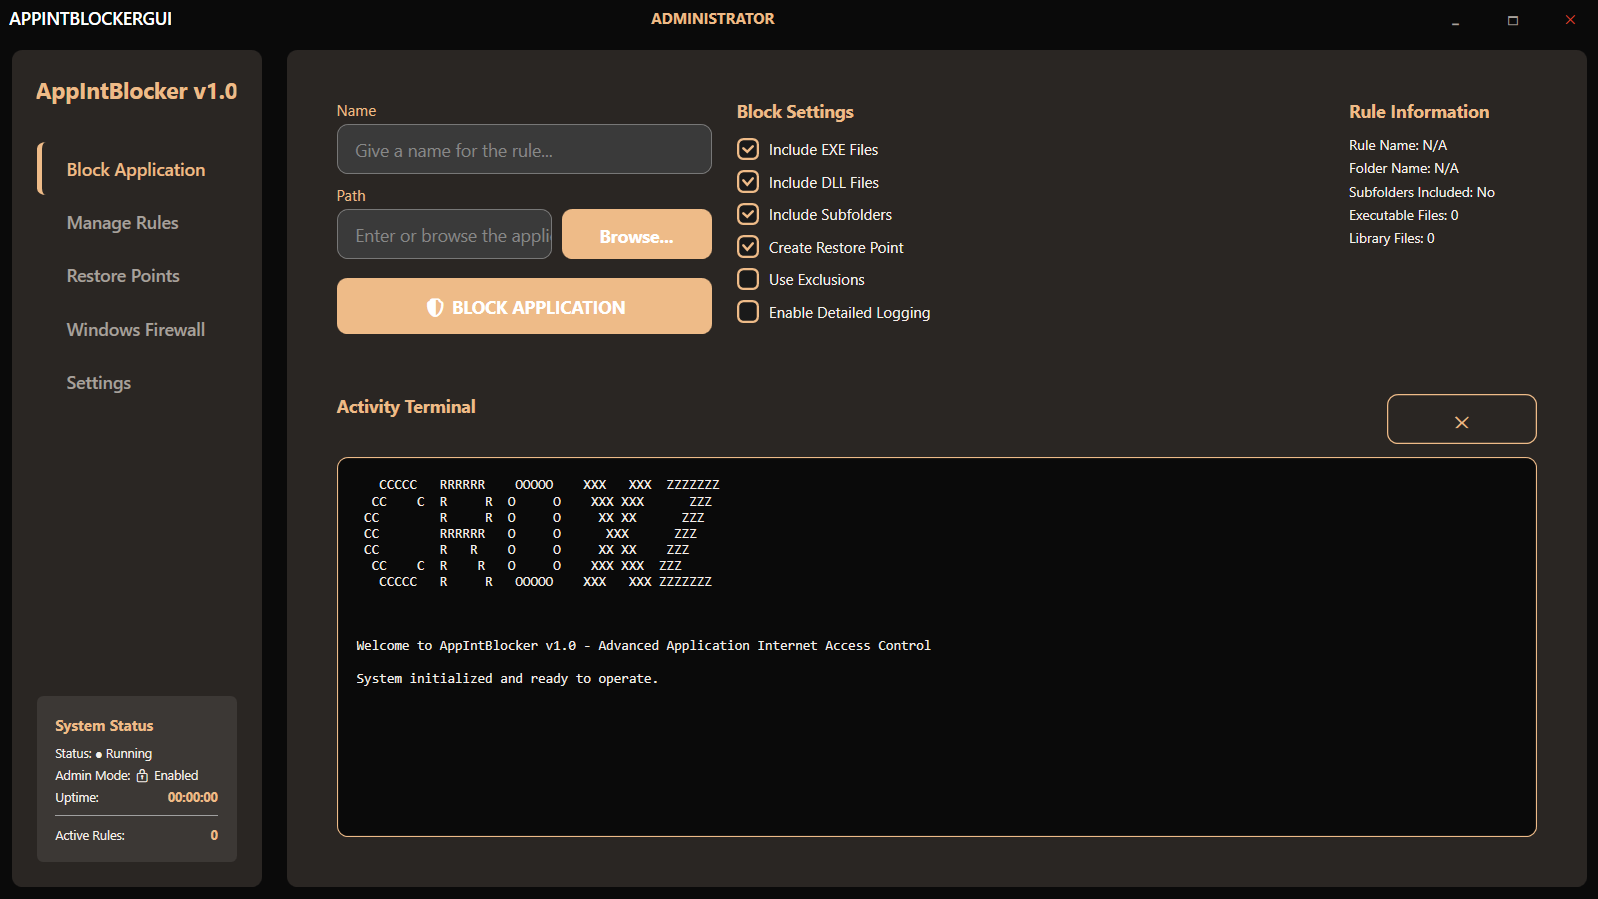 APPINTBLOCKERGUI
ADMINISTRATOR
AppIntBlocker v1.0
Block Application
Manage Rules
Restore Points
Windows Firewall
Settings
System Status
Status: ● Running
Admin Mode: Enabled
Uptime: 00:00:00
Active Rules: 0
Name
Give a name for the rule...
Path
Enter or browse the appli
Browse...
BLOCK APPLICATION
Block Settings
Include EXE Files
Include DLL Files
Include Subfolders
Create Restore Point
Use Exclusions
Enable Detailed Logging
Rule Information
Rule Name: N/A
Folder Name: N/A
Subfolders Included: No
Executable Files: 0
Library Files: 0
Activity Terminal
   CCCCC   RRRRRR    OOOOO    XXX   XXX  ZZZZZZZ
  CC    C  R     R  O     O    XXX XXX      ZZZ
 CC        R     R  O     O     XX XX      ZZZ
 CC        RRRRRR   O     O      XXX      ZZZ
 CC        R   R    O     O     XX XX    ZZZ
  CC    C  R    R   O     O    XXX XXX  ZZZ
   CCCCC   R     R   OOOOO    XXX   XXX ZZZZZZZ
Welcome to AppIntBlocker v1.0 - Advanced Application Internet Access Control
System initialized and ready to operate.